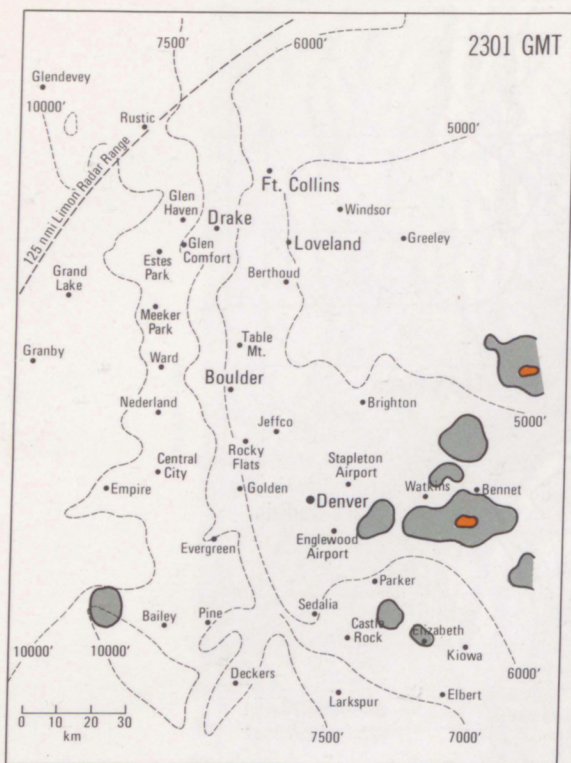 2301 GMT
7500'
6000'
Glendevey
10000'
Rustic
125 nmi Limon Radar Range
5000'
Ft. Collins
Glen
Haven
Drake
Windsor
Glen
Comfort
Loveland
Greeley
Estes
Park
Berthoud
Grand
Lake
Meeker
Park
Granby
Table
Mt.
Ward
Boulder
Nederland
Brighton
5000'
Jeffco
Rocky
Flats
Central
City
Stapleton
Airport
Empire
Golden
Watkins
Bennet
Denver
Evergreen
Englewood
Airport
Parker
Bailey
Pine
Sedalia
Castle
Rock
Elizabeth
Kiowa
10000'
10000'
6000'
Deckers
Larkspur
Elbert
0 10 20 30
km
7500'
7000'